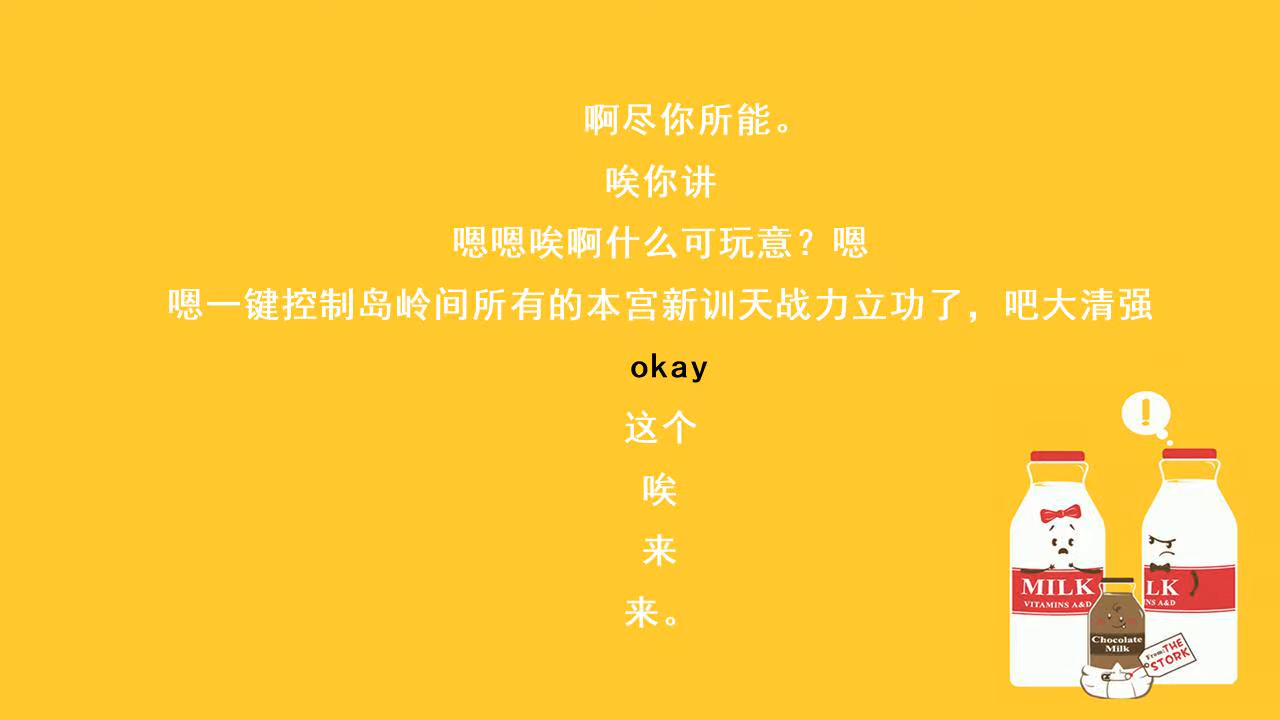 啊尽你所能。
唉你讲
嗯嗯唉啊什么可玩意？嗯
嗯一键控制岛岭间所有的本宫新训天战力立功了，吧大清强
okay
这个
唉
来
来。
!
MILK
VITAMINS A&D
LK
NS A&D
Chocolate
Milk
From: THE
STORK